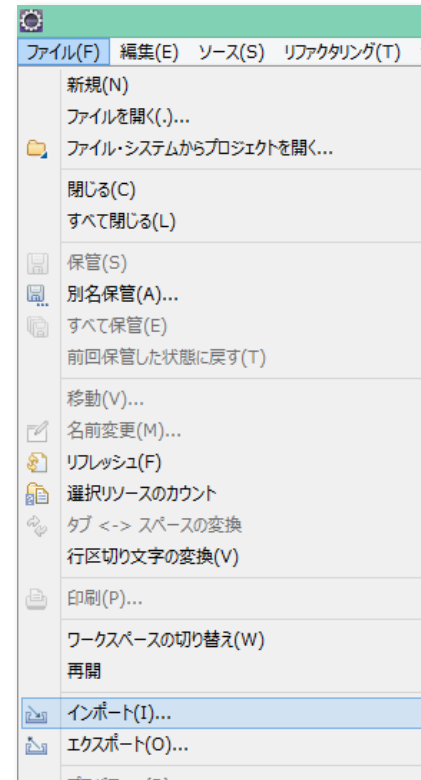 ファイル(F) 編集(E) ソース(S) リファクタリング(T)
新規(N)
ファイルを開く(.)...
ファイル・システムからプロジェクトを開く...
閉じる(C)
すべて閉じる(L)
保管(S)
別名保管(A)...
すべて保管(E)
前回保管した状態に戻す(T)
移動(V)...
名前変更(M)...
リフレッシュ(F)
選択リソースのカウント
タブ <-> スペースの変換
行区切り文字の変換(V)
印刷(P)...
ワークスペースの切り替え(W)
再開
インポート(I)...
エクスポート(O)...